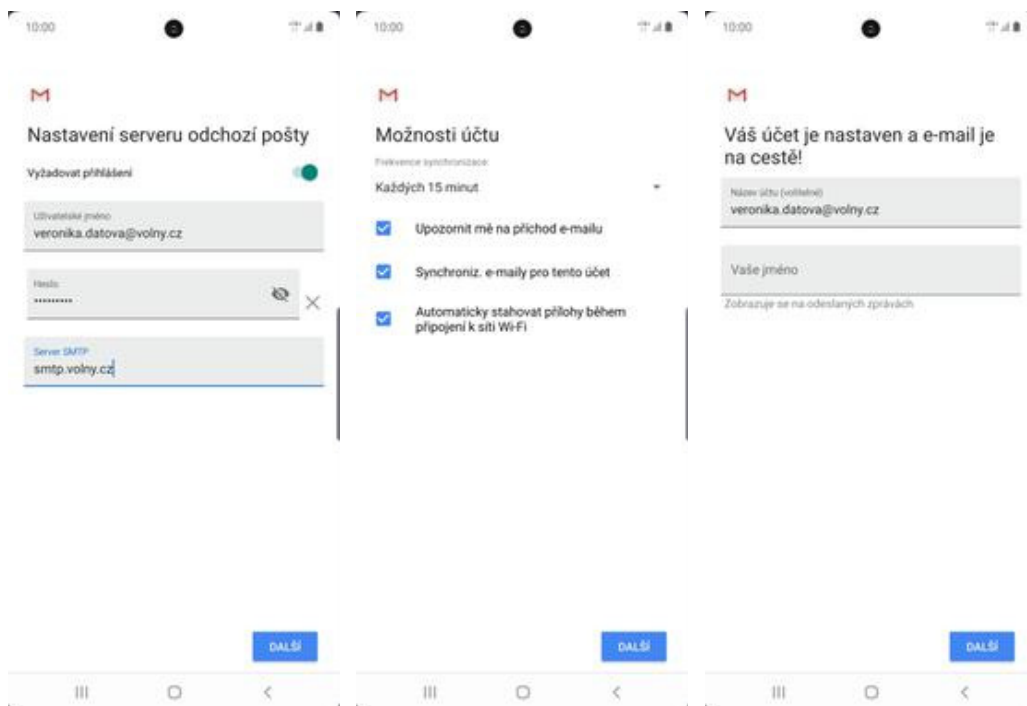 10:00
Nastavení serveru odchozí pošty
Vyžadovat přihlášení
Uživatelské jméno
veronika.datova@volny.cz
Heslo
•••••••••
Server SMTP
smtp.volny.cz
DALŠÍ
10:00
Možnosti účtu
Frekvence synchronizace
Každých 15 minut
Upozornit mě na příchod e-mailu
Synchroniz. e-maily pro tento účet
Automaticky stahovat přílohy během
připojení k síti Wi-Fi
DALŠÍ
10:00
Váš účet je nastaven a e-mail je
na cestě!
Název účtu (volitelné)
veronika.datova@volny.cz
Vaše jméno
Zobrazuje se na odeslaných zprávách
DALŠÍ